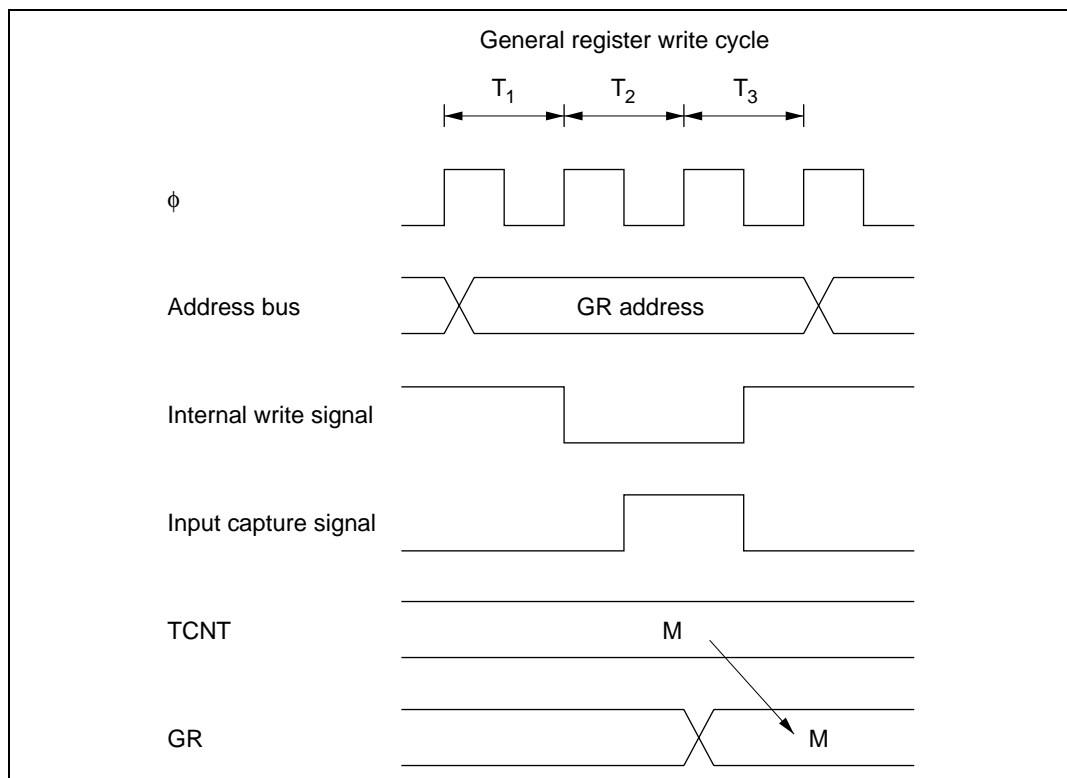 General register write cycle
T₁ T₂ T₃
φ
Address bus GR address
Internal write signal
Input capture signal
TCNT M
GR M